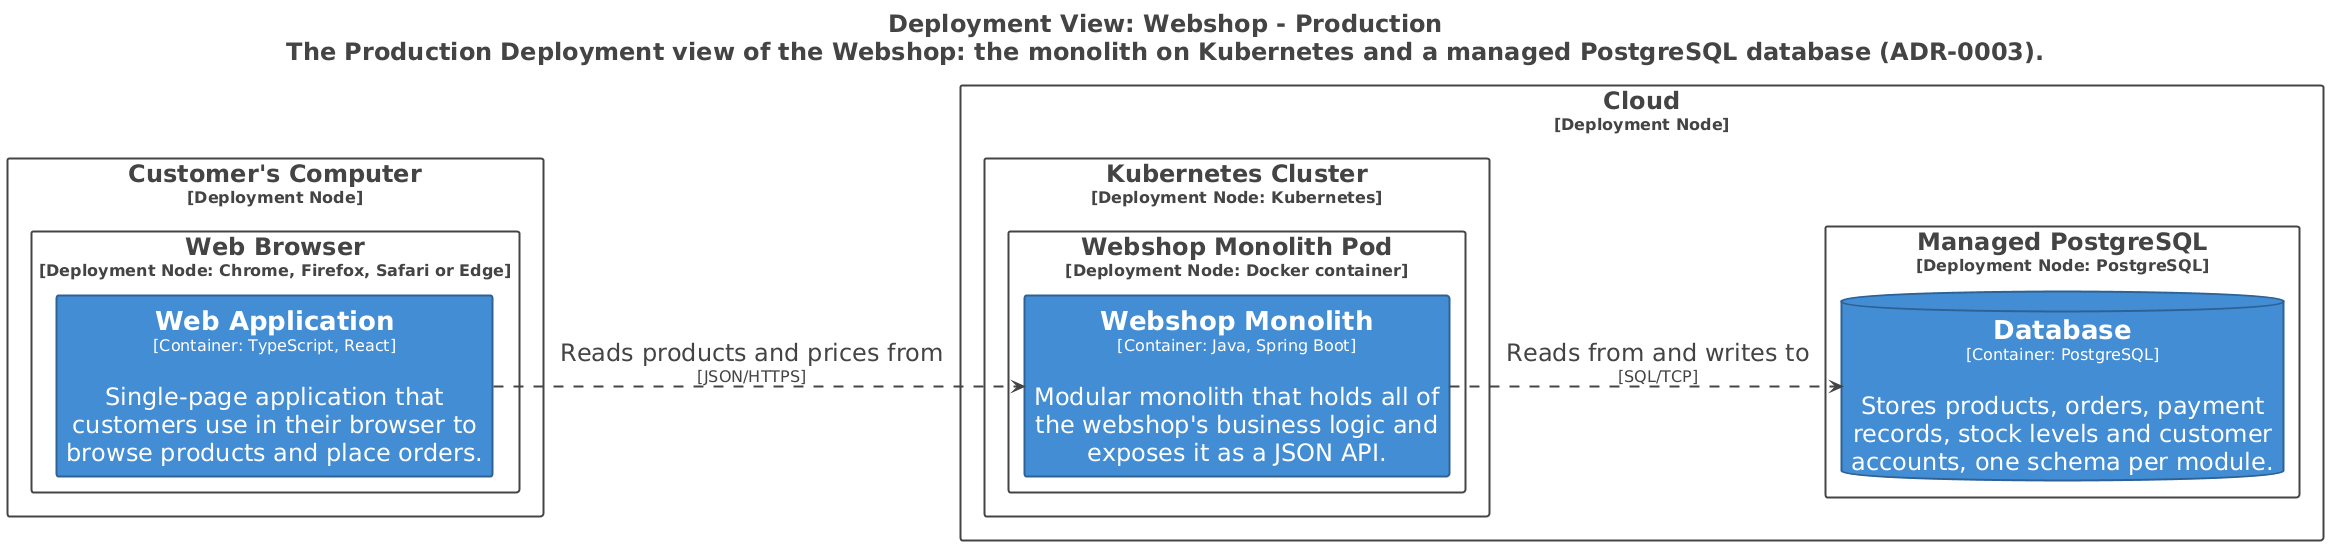 Deployment View: Webshop - Production
The Production Deployment view of the Webshop: the monolith on Kubernetes and a managed PostgreSQL database (ADR-0003).
Cloud
[Deployment Node]
Customer's Computer
[Deployment Node]
Web Browser
[Deployment Node: Chrome, Firefox, Safari or Edge]
Web Application
[Container: TypeScript, React]
Single-page application that
customers use in their browser to
browse products and place orders.
Reads products and prices from
[JSON/HTTPS]
Kubernetes Cluster
[Deployment Node: Kubernetes]
Webshop Monolith Pod
[Deployment Node: Docker container]
Webshop Monolith
[Container: Java, Spring Boot]
Modular monolith that holds all of
the webshop's business logic and
exposes it as a JSON API.
Reads from and writes to
[SQL/TCP]
Managed PostgreSQL
[Deployment Node: PostgreSQL]
Database
[Container: PostgreSQL]
Stores products, orders, payment
records, stock levels and customer
accounts, one schema per module.